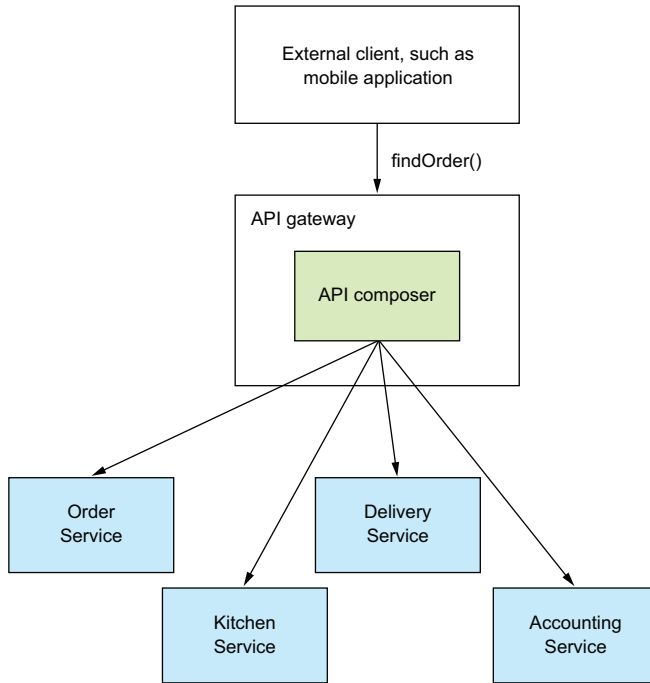 External client, such as
mobile application
findOrder()
API gateway
API composer
Order
Service
Delivery
Service
Kitchen
Service
Accounting
Service